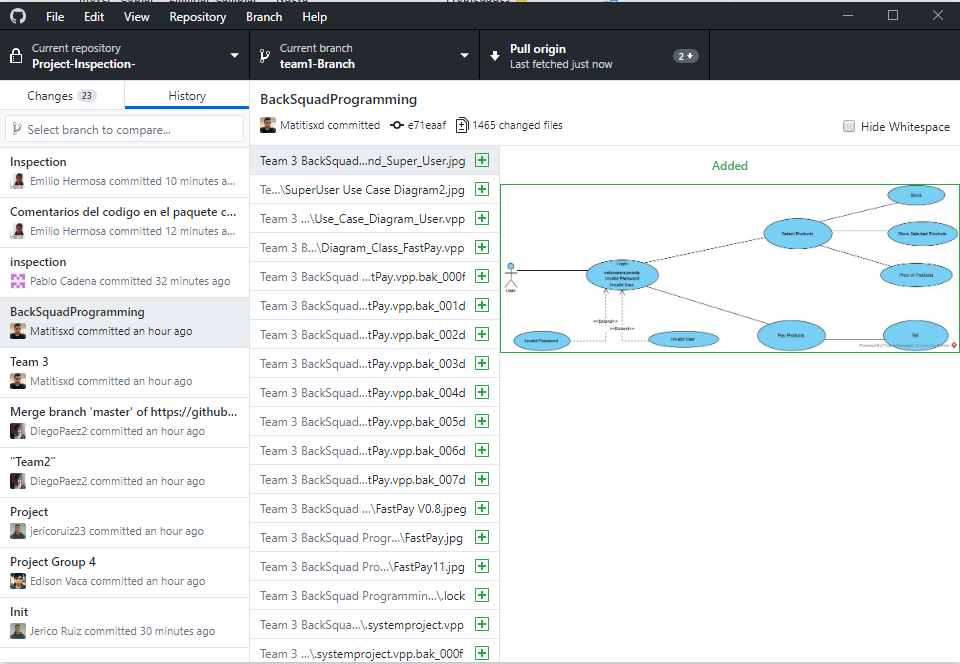 File Edit View Repository Branch Help
Current repository
Project-Inspection-
Current branch
team1-Branch
Pull origin
Last fetched just now
2
Changes 23
History
Select branch to compare...
Inspection
Emilio Hermosa committed 10 minutes a...
Comentarios del codigo en el paquete c...
Emilio Hermosa committed 12 minutes a...
inspection
Pablo Cadena committed 32 minutes ago
BackSquadProgramming
Matitisxd committed an hour ago
Team 3
Matitisxd committed an hour ago
Merge branch 'master' of https://github...
DiegoPaez2 committed an hour ago
"Team2"
DiegoPaez2 committed an hour ago
Project
jericoruiz23 committed an hour ago
Project Group 4
Edison Vaca committed an hour ago
Init
Jerico Ruiz committed 30 minutes ago
BackSquadProgramming
Matitisxd committed e71eaaf 1465 changed files
Hide Whitespace
Team 3 BackSquad...nd_Super_User.jpg
Te...\SuperUser Use Case Diagram2.jpg
Team 3 ...\Use_Case_Diagram_User.vpp
Team 3 B...\Diagram_Class_FastPay.vpp
Team 3 BackSquad ...tPay.vpp.bak_000f
Team 3 BackSquad...tPay.vpp.bak_001d
Team 3 BackSquad...tPay.vpp.bak_002d
Team 3 BackSquad...tPay.vpp.bak_003d
Team 3 BackSquad...tPay.vpp.bak_004d
Team 3 BackSquad...tPay.vpp.bak_005d
Team 3 BackSquad...tPay.vpp.bak_006d
Team 3 BackSquad...tPay.vpp.bak_007d
Team 3 BackSquad ...\FastPay V0.8.jpeg
Team 3 BackSquad Progr...\FastPay.jpg
Team 3 BackSquad Pro...\FastPay11.jpg
Team 3 BackSquad Programmin...\.lock
Team 3 BackSqua...\.systemproject.vpp
Team 3 ...\.systemproject.vpp.bak_000f
Added
Stock
Select Products
Show Selected Products
Login
Invalid Password
Invalid User
Price of Products
User
<<Extend>>
<<Extend>>
Invalid Password
Invalid User
Pay Products
Bill